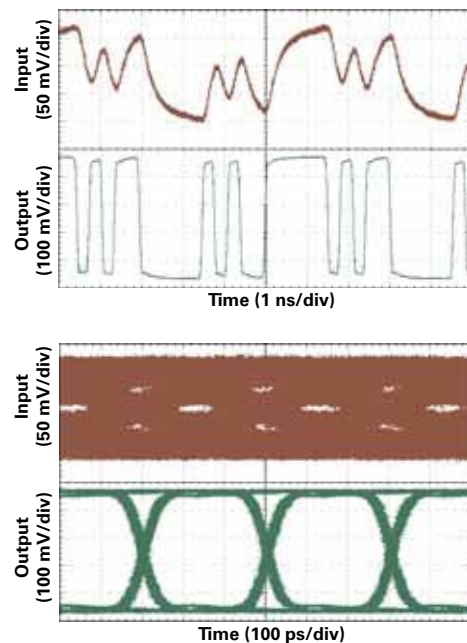 Input
(50 mV/div)
Output
(100 mV/div)
Time (1 ns/div)
Input
(50 mV/div)
Output
(100 mV/div)
Time (100 ps/div)